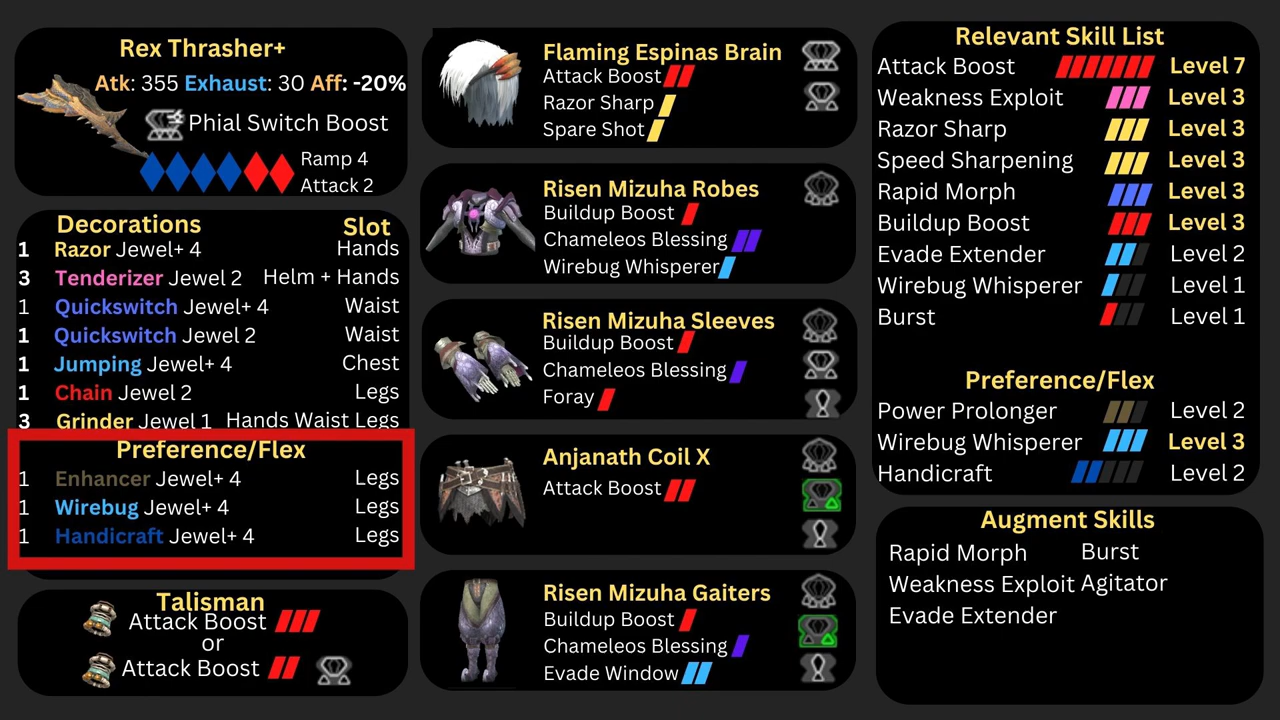 Rex Thrasher+
Atk: 355 Exhaust: 30 Aff: -20%
Phial Switch Boost
Ramp 4
Attack 2
Decorations Slot
1 Razor Jewel+ 4 Hands
3 Tenderizer Jewel 2 Helm + Hands
1 Quickswitch Jewel+ 4 Waist
1 Quickswitch Jewel 2 Waist
1 Jumping Jewel+ 4 Chest
1 Chain Jewel 2 Legs
3 Grinder Jewel 1 Hands Waist Legs
Preference/Flex
1 Enhancer Jewel+ 4 Legs
1 Wirebug Jewel+ 4 Legs
1 Handicraft Jewel+ 4 Legs
Talisman
Attack Boost
or
Attack Boost
Flaming Espinas Brain
Attack Boost
Razor Sharp
Spare Shot
Risen Mizuha Robes
Buildup Boost
Chameleos Blessing
Wirebug Whisperer
Risen Mizuha Sleeves
Buildup Boost
Chameleos Blessing
Foray
Anjanath Coil X
Attack Boost
Risen Mizuha Gaiters
Buildup Boost
Chameleos Blessing
Evade Window
Relevant Skill List
Attack Boost Level 7
Weakness Exploit Level 3
Razor Sharp Level 3
Speed Sharpening Level 3
Rapid Morph Level 3
Buildup Boost Level 3
Evade Extender Level 2
Wirebug Whisperer Level 1
Burst Level 1
Preference/Flex
Power Prolonger Level 2
Wirebug Whisperer Level 3
Handicraft Level 2
Augment Skills
Rapid Morph Burst
Weakness Exploit Agitator
Evade Extender